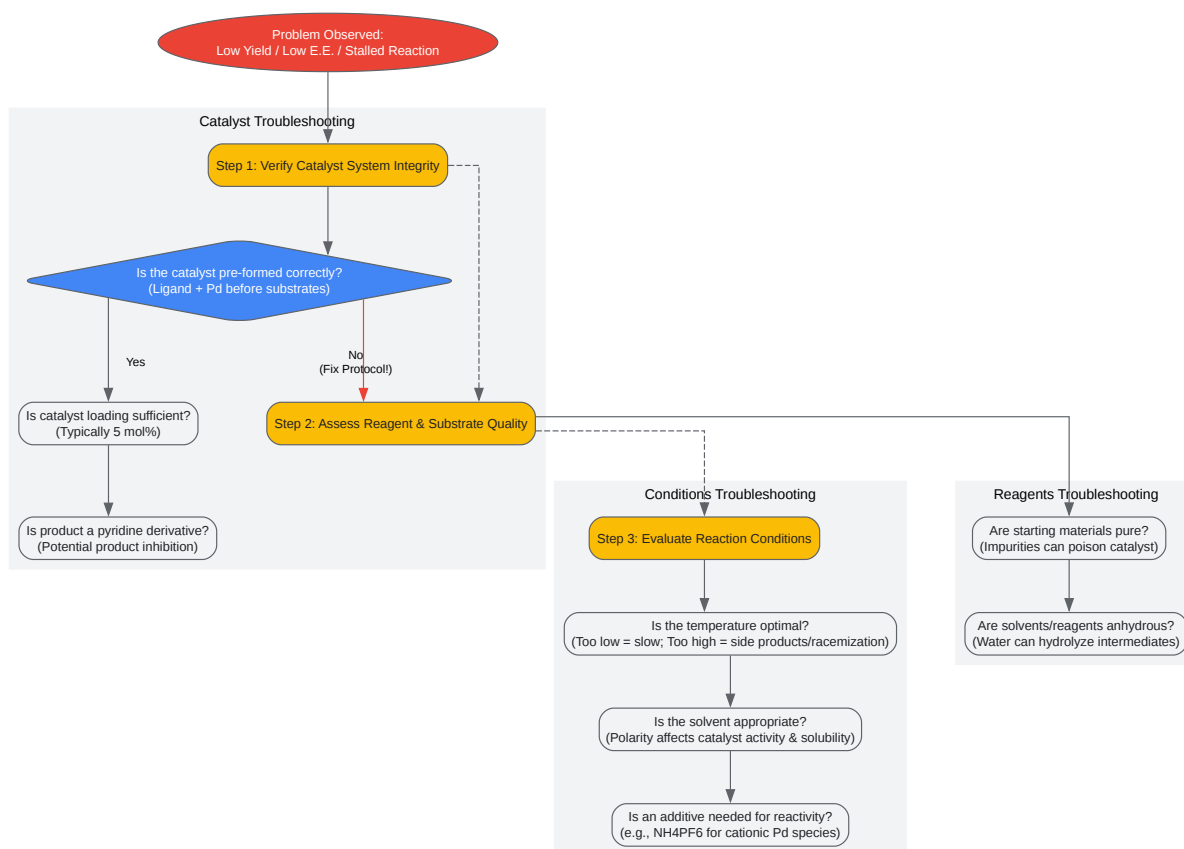 Problem Observed:
Low Yield / Low E.E. / Stalled Reaction
Catalyst Troubleshooting
Step 1: Verify Catalyst System Integrity
Is the catalyst pre-formed correctly?
(Ligand + Pd before substrates)
Yes
No
(Fix Protocol!)
Is catalyst loading sufficient?
(Typically 5 mol%)
Step 2: Assess Reagent & Substrate Quality
Is product a pyridine derivative?
(Potential product inhibition)
Conditions Troubleshooting
Step 3: Evaluate Reaction Conditions
Is the temperature optimal?
(Too low = slow; Too high = side products/racemization)
Is the solvent appropriate?
(Polarity affects catalyst activity & solubility)
Is an additive needed for reactivity?
(e.g., NH4PF6 for cationic Pd species)
Reagents Troubleshooting
Are starting materials pure?
(Impurities can poison catalyst)
Are solvents/reagents anhydrous?
(Water can hydrolyze intermediates)